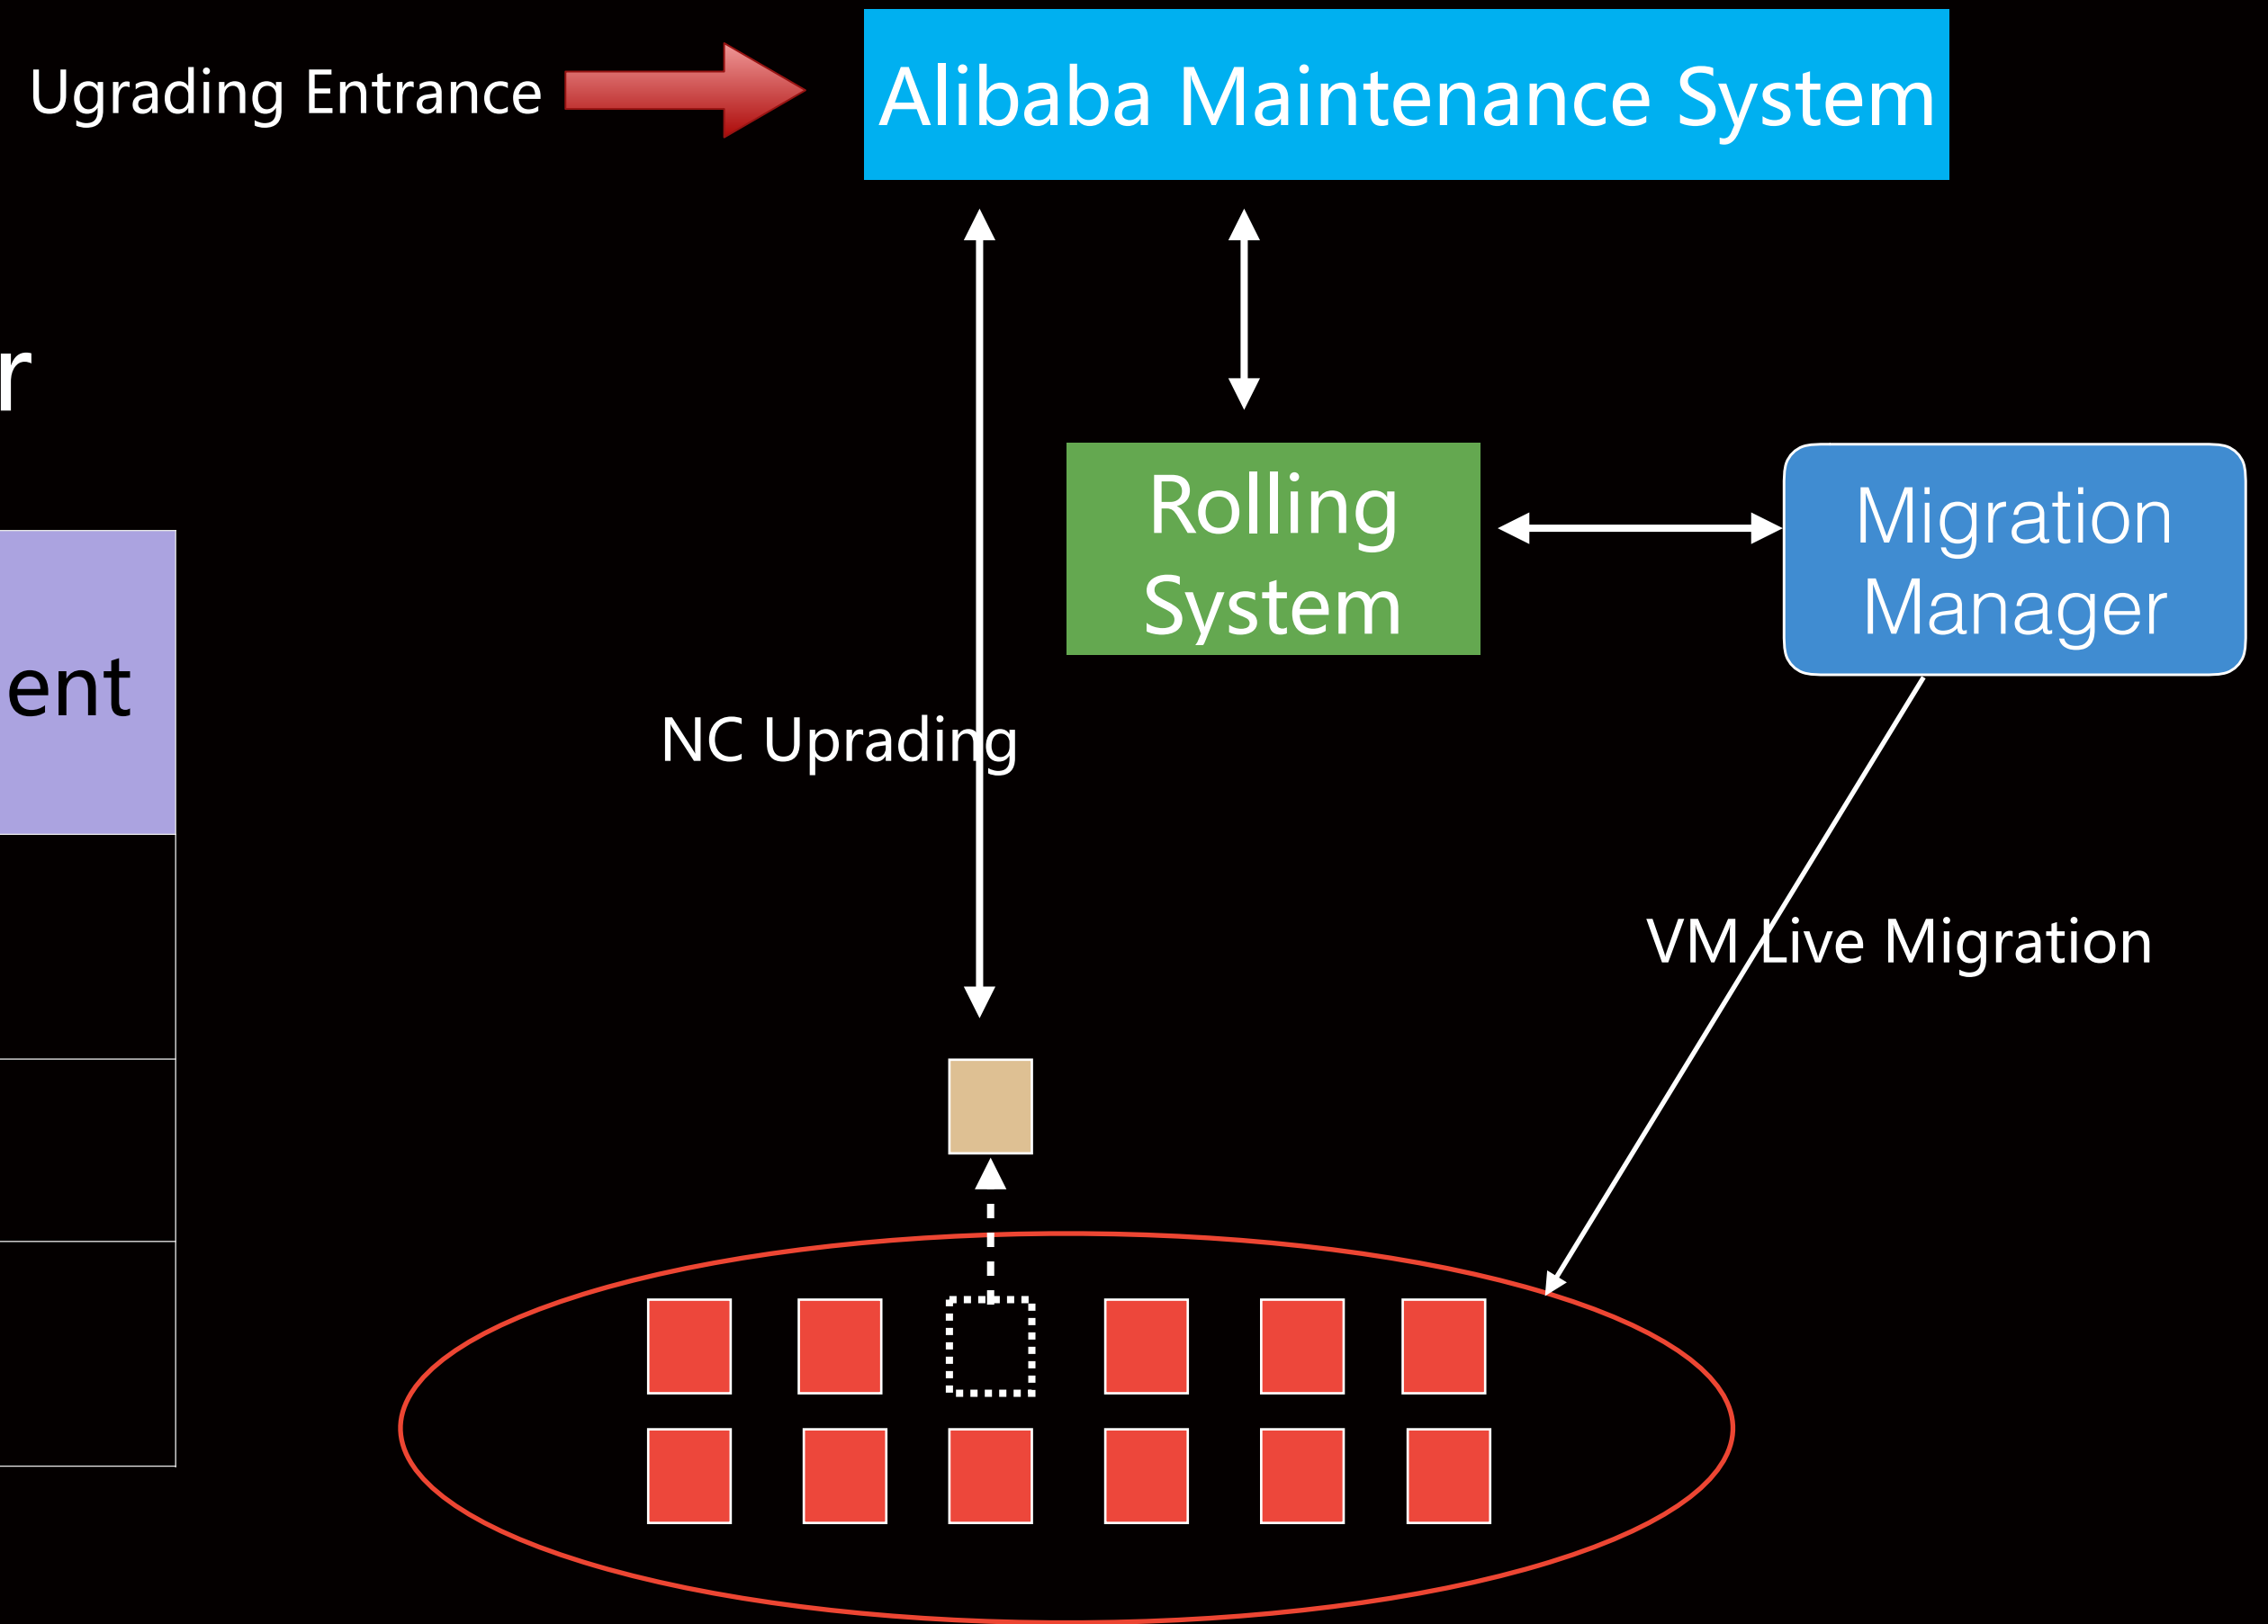 Ugrading Entrance
Alibaba Maintenance System
r
Rolling
System
Migration
Manager
ent
NC Uprading
VM Live Migration